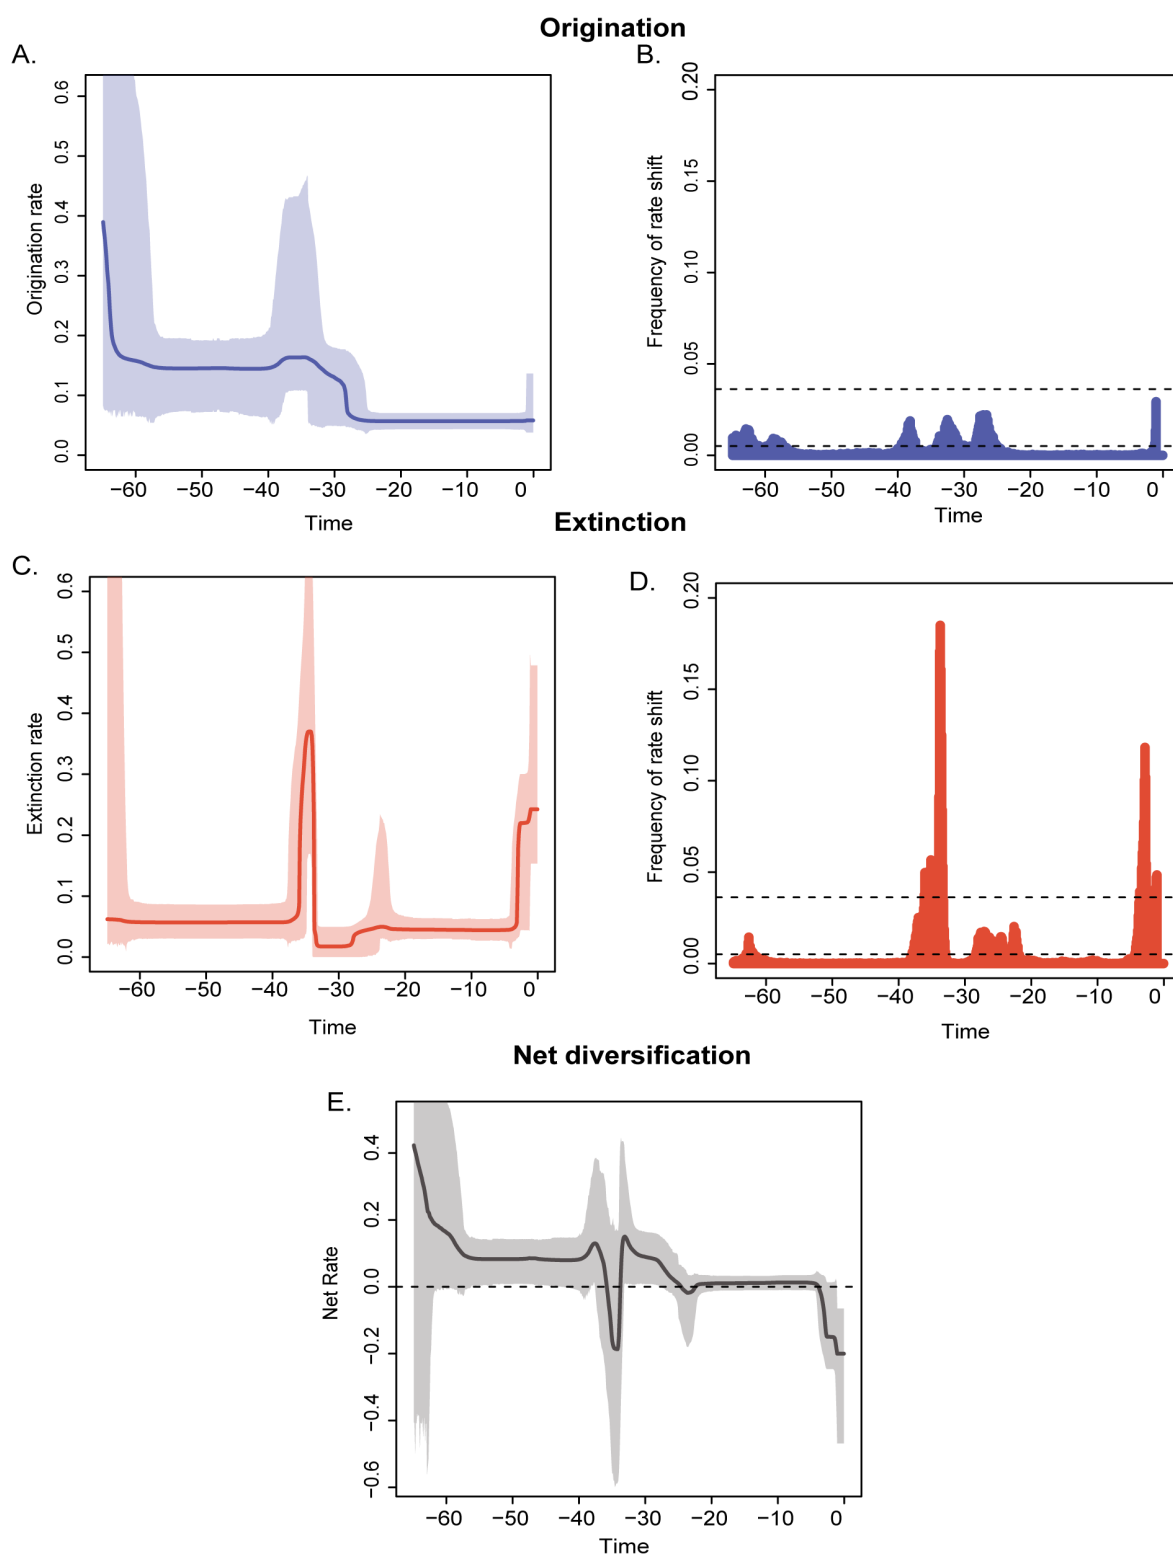 Origination
A.
B.
Origination rate
0.0 0.1 0.2 0.3 0.4 0.5 0.6
−60 −50 −40 −30 −20 −10 0
Time
Frequency of rate shift
0.00 0.05 0.10 0.15 0.20
−60 −50 −40 −30 −20 −10 0
Time
Extinction
C.
D.
Extinction rate
0.0 0.1 0.2 0.3 0.4 0.5 0.6
−60 −50 −40 −30 −20 −10 0
Time
Frequency of rate shift
0.00 0.05 0.10 0.15 0.20
−60 −50 −40 −30 −20 −10 0
Time
Net diversification
E.
Net Rate
−0.6 −0.4 −0.2 0.0 0.2 0.4
−60 −50 −40 −30 −20 −10 0
Time